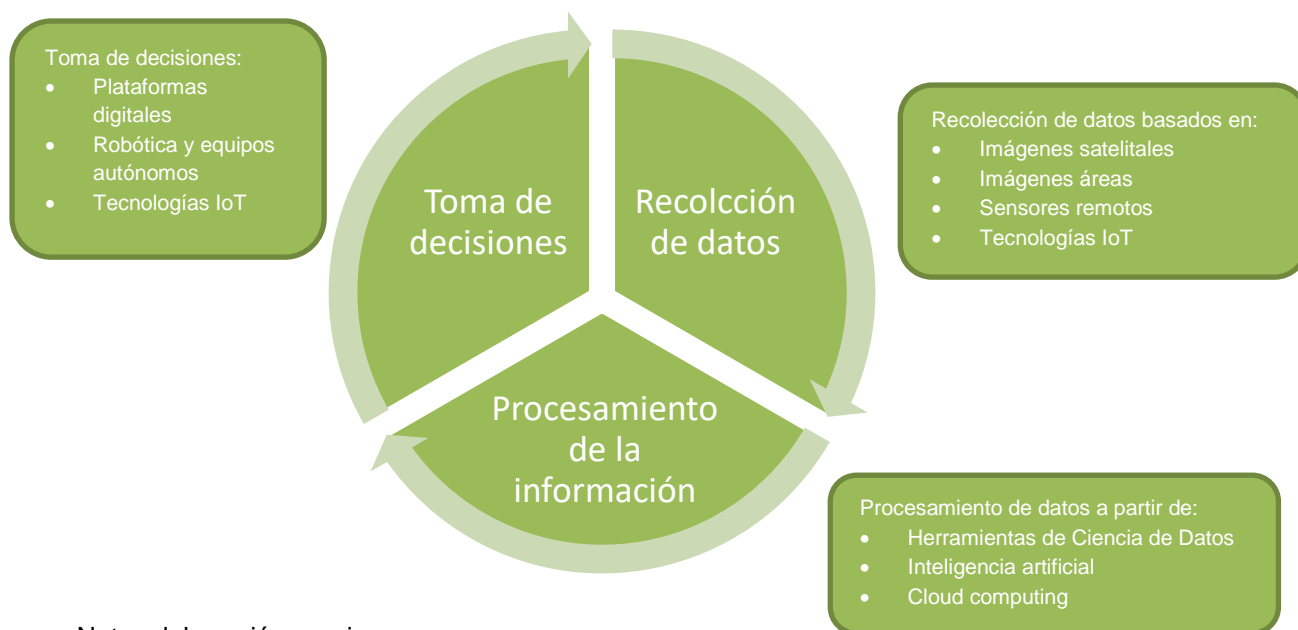 Toma de decisiones:
• Plataformas
digitales
• Robótica y equipos
autónomos
• Tecnologías IoT
Toma de
decisiones
Recolcción
de datos
Recolección de datos basados en:
• Imágenes satelitales
• Imágenes áreas
• Sensores remotos
• Tecnologías IoT
Procesamiento
de la
información
Procesamiento de datos a partir de:
• Herramientas de Ciencia de Datos
• Inteligencia artificial
• Cloud computing